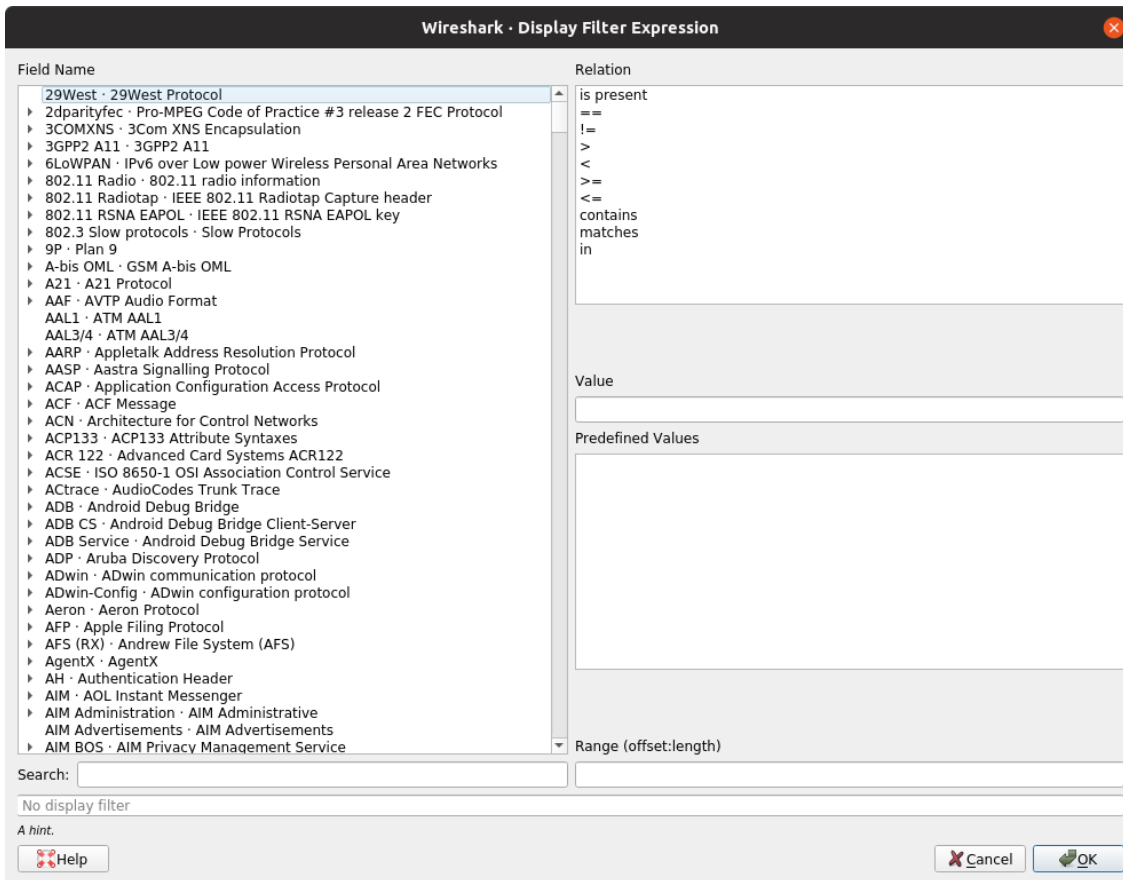 Wireshark · Display Filter Expression
Field Name
29West · 29West Protocol
2dparityfec · Pro-MPEG Code of Practice #3 release 2 FEC Protocol
3COMXNS · 3Com XNS Encapsulation
3GPP2 A11 · 3GPP2 A11
6LoWPAN · IPv6 over Low power Wireless Personal Area Networks
802.11 Radio · 802.11 radio information
802.11 Radiotap · IEEE 802.11 Radiotap Capture header
802.11 RSNA EAPOL · IEEE 802.11 RSNA EAPOL key
802.3 Slow protocols · Slow Protocols
9P · Plan 9
A-bis OML · GSM A-bis OML
A21 · A21 Protocol
AAF · AVTP Audio Format
AAL1 · ATM AAL1
AAL3/4 · ATM AAL3/4
AARP · Appletalk Address Resolution Protocol
AASP · Aastra Signalling Protocol
ACAP · Application Configuration Access Protocol
ACF · ACF Message
ACN · Architecture for Control Networks
ACP133 · ACP133 Attribute Syntaxes
ACR 122 · Advanced Card Systems ACR122
ACSE · ISO 8650-1 OSI Association Control Service
ACtrace · AudioCodes Trunk Trace
ADB · Android Debug Bridge
ADB CS · Android Debug Bridge Client-Server
ADB Service · Android Debug Bridge Service
ADP · Aruba Discovery Protocol
ADwin · ADwin communication protocol
ADwin-Config · ADwin configuration protocol
Aeron · Aeron Protocol
AFP · Apple Filing Protocol
AFS (RX) · Andrew File System (AFS)
AgentX · AgentX
AH · Authentication Header
AIM · AOL Instant Messenger
AIM Administration · AIM Administrative
AIM Advertisements · AIM Advertisements
AIM BOS · AIM Privacy Management Service
Search:
Relation
is present
==
!=
>
<
>=
<=
contains
matches
in
Value
Predefined Values
Range (offset:length)
No display filter
A hint.
Help
Cancel
OK